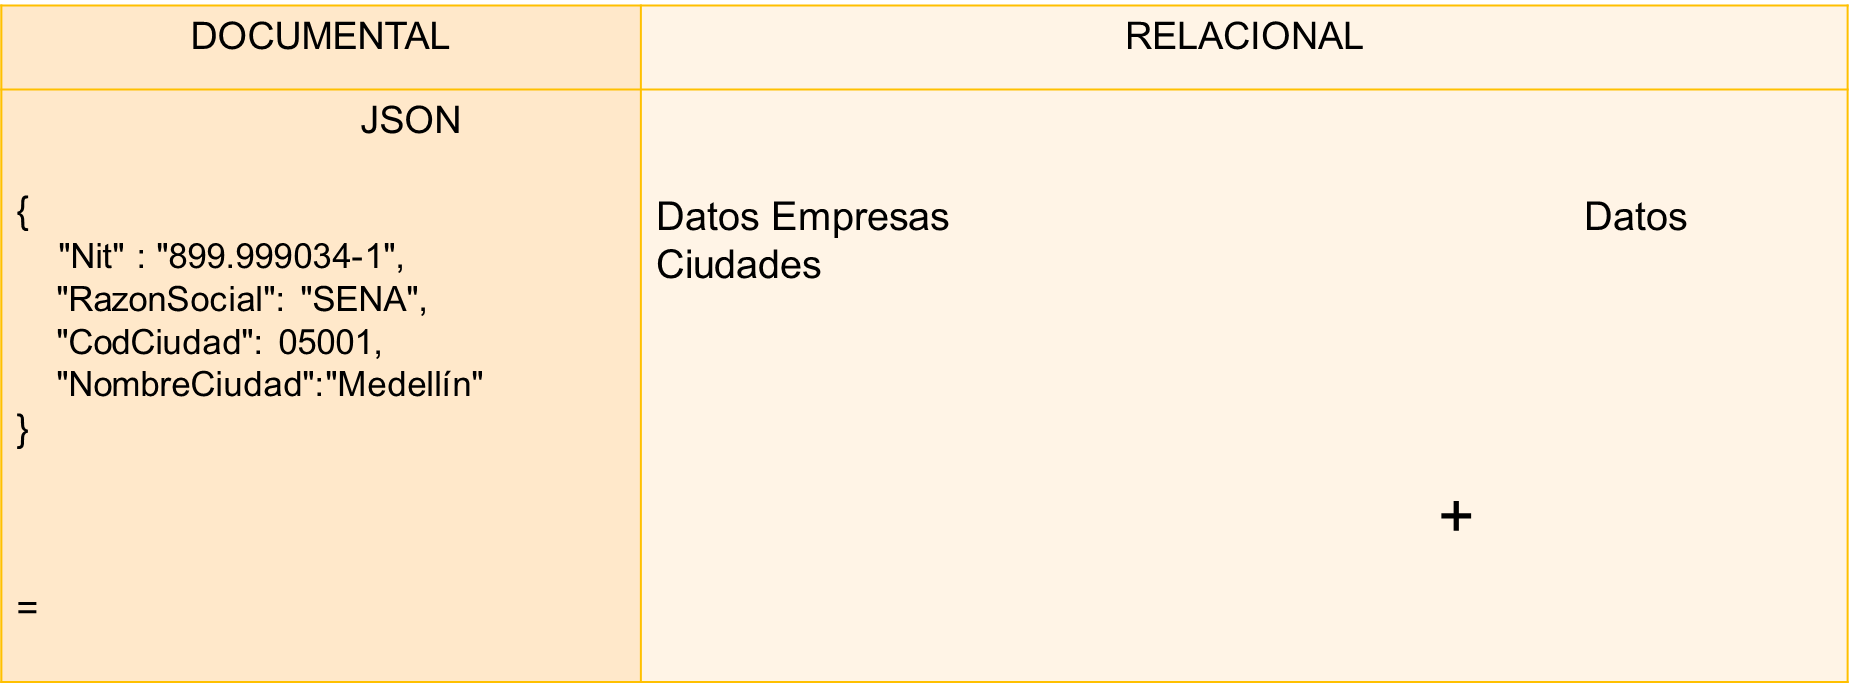 DOCUMENTAL
RELACIONAL
JSON
{
"Nit" : "899.999034-1",
"RazonSocial": "SENA",
"CodCiudad": 05001,
"NombreCiudad":"Medellín"
}
=
Datos Empresas Datos
Ciudades
+